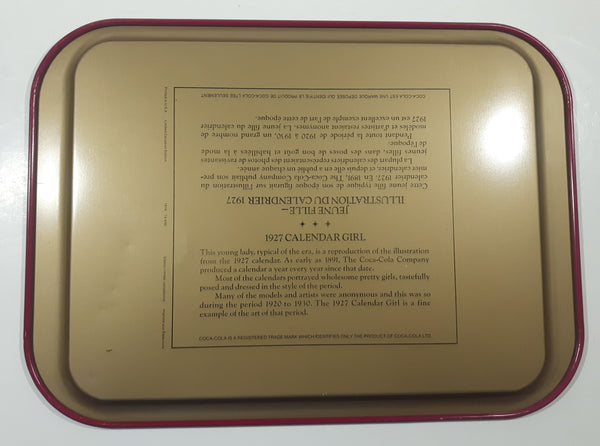 1927 CALENDAR GIRL
This young lady, typical of the era, is a reproduction of the illustration
from the 1927 calendar. As early as 1891, The Coca-Cola Company
produced a calendar a year every year since that date.
Most of the calendars portrayed wholesome pretty girls, tastefully
posed and dressed in the style of the period.
Many of the models and artists were anonymous and this was so
during the period 1920 to 1930. The 1927 Calendar Girl is a fine
example of the art of that period.
COCA-COLA IS A REGISTERED TRADE MARK WHICH IDENTIFIES ONLY THE PRODUCT OF COCA-COLA LTD.
JEUNE FILLE—
ILLUSTRATION DU CALENDRIER 1927
Cette jeune fille typique de son époque figurait sur l'illustration du
calendrier 1927. En 1891, The Coca-Cola Company publiait son pre-
mier calendrier, et depuis elle en a publié un chaque année.
La plupart des calendriers représentaient des photos de ravissantes
jeunes filles, dans des poses de bon goût et habillées à la mode
de l'époque.
Pendant toute la période de 1920 à 1930, un grand nombre de
modèles et d'artistes restaient anonymes. La jeune fille du calendrier
1927 est un excellent exemple de l'art de cette époque.
COCA-COLA EST UNE MARQUE DÉPOSÉE QUI IDENTIFIE LE PRODUIT DE COCA-COLA LTÉE SEULEMENT